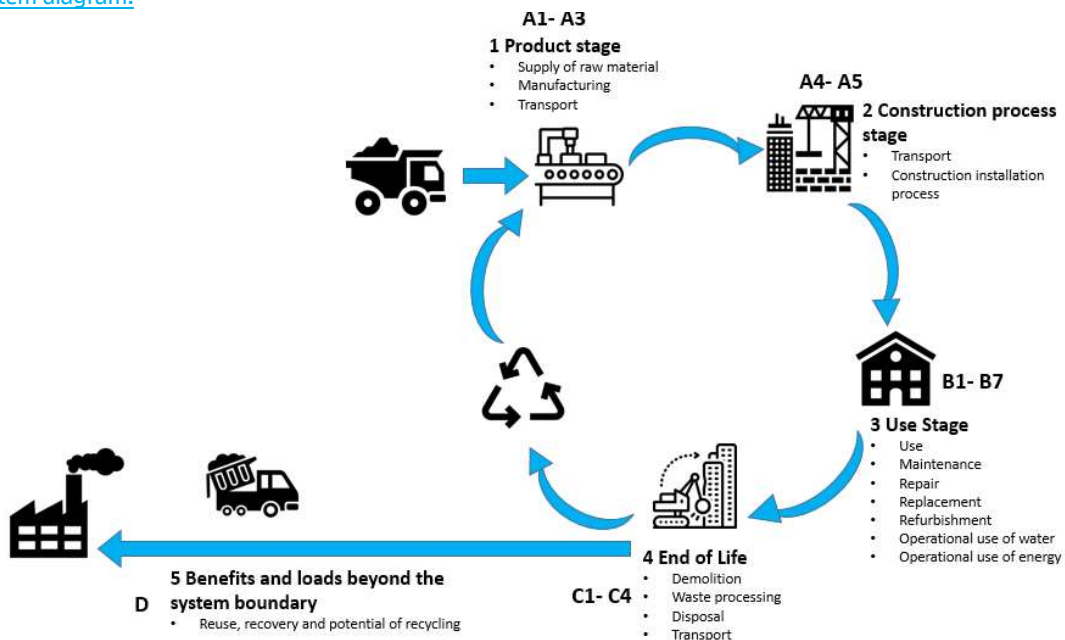 stem diagram:
A1- A3
1 Product stage
• Supply of raw material
• Manufacturing
• Transport
A4- A5
2 Construction process
stage
• Transport
• Construction installation
process
B1- B7
3 Use Stage
• Use
• Maintenance
• Repair
• Replacement
• Refurbishment
• Operational use of water
• Operational use of energy
C1- C4
4 End of Life
• Demolition
• Waste processing
• Disposal
• Transport
D
5 Benefits and loads beyond the
system boundary
• Reuse, recovery and potential of recycling